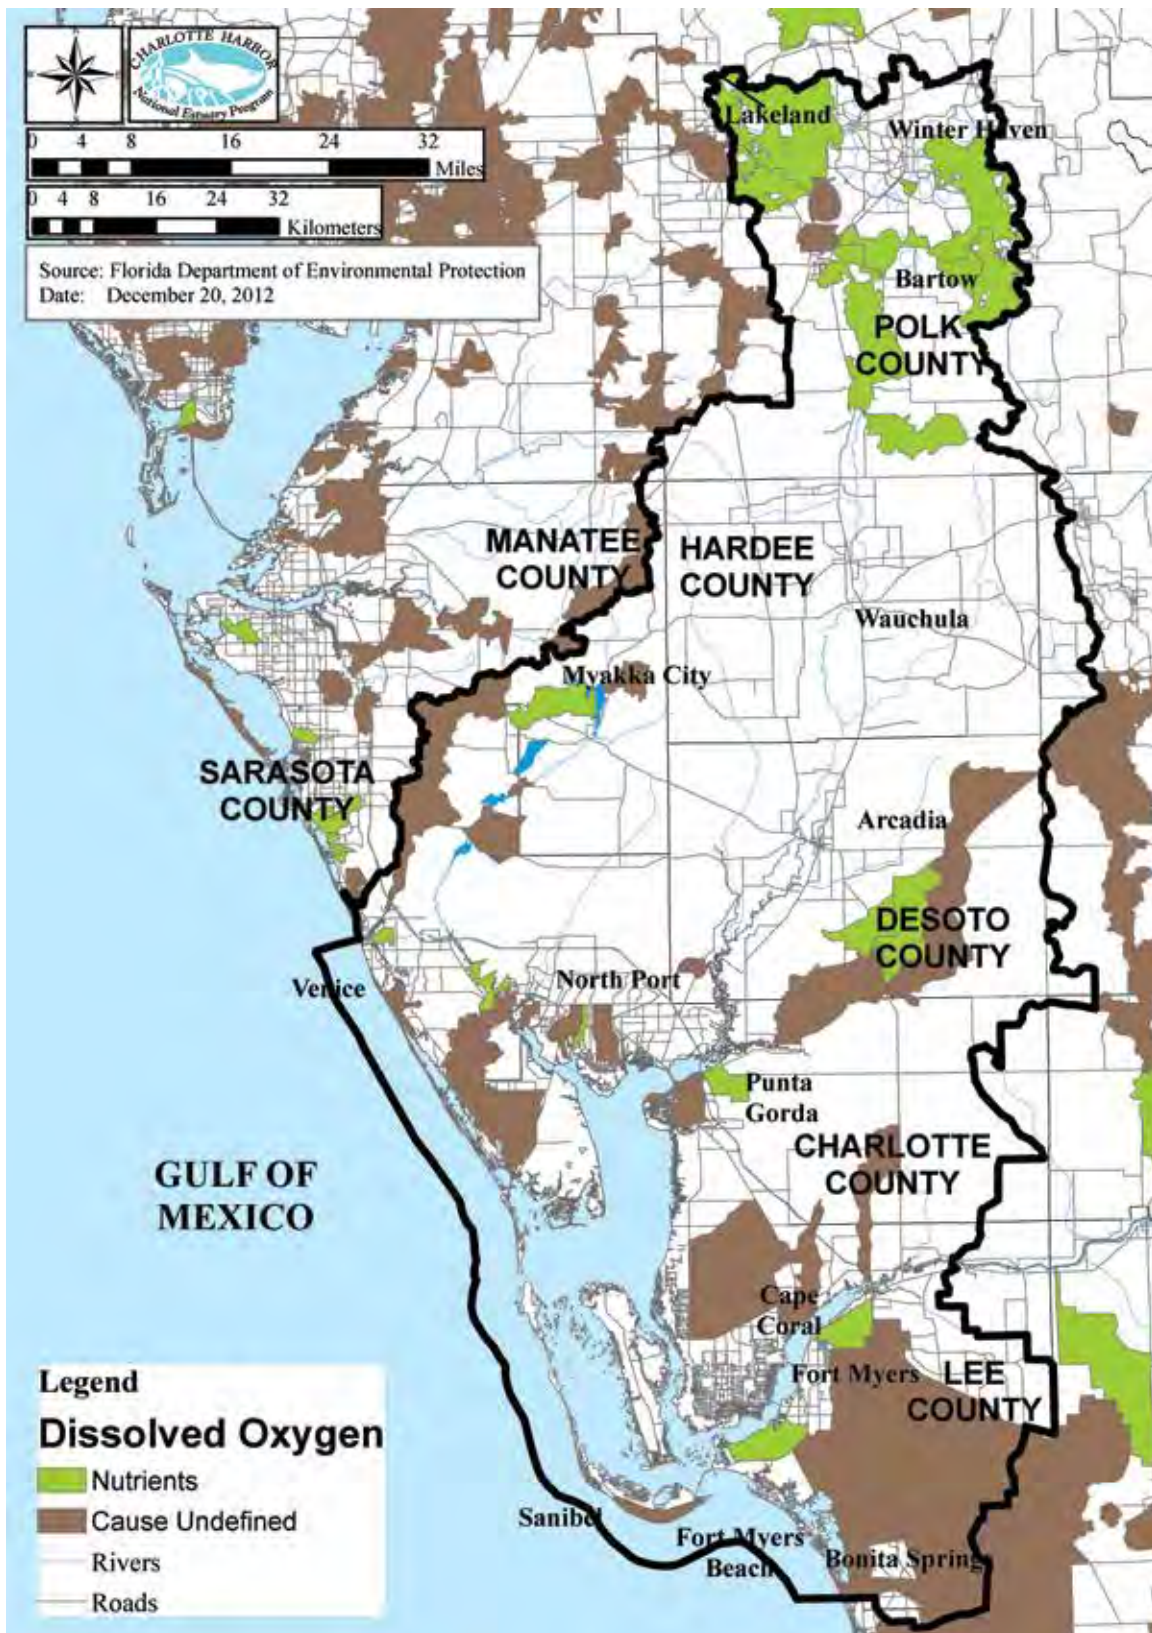 CHARLOTTE HARBOR
National Estuary Program
0 4 8 16 24 32
Miles
0 4 8 16 24 32
Kilometers
Source: Florida Department of Environmental Protection
Date: December 20, 2012
Lakeland
Winter Haven
Bartow
POLK
COUNTY
MANATEE
COUNTY
HARDEE
COUNTY
Wauchula
Myakka City
SARASOTA
COUNTY
Arcadia
DESOTO
COUNTY
North Port
Venice
Punta
Gorda
CHARLOTTE
COUNTY
GULF OF
MEXICO
Cape
Coral
Fort Myers
LEE
COUNTY
Sanibel
Fort Myers
Beach
Bonita Springs
Legend
Dissolved Oxygen
Nutrients
Cause Undefined
Rivers
Roads